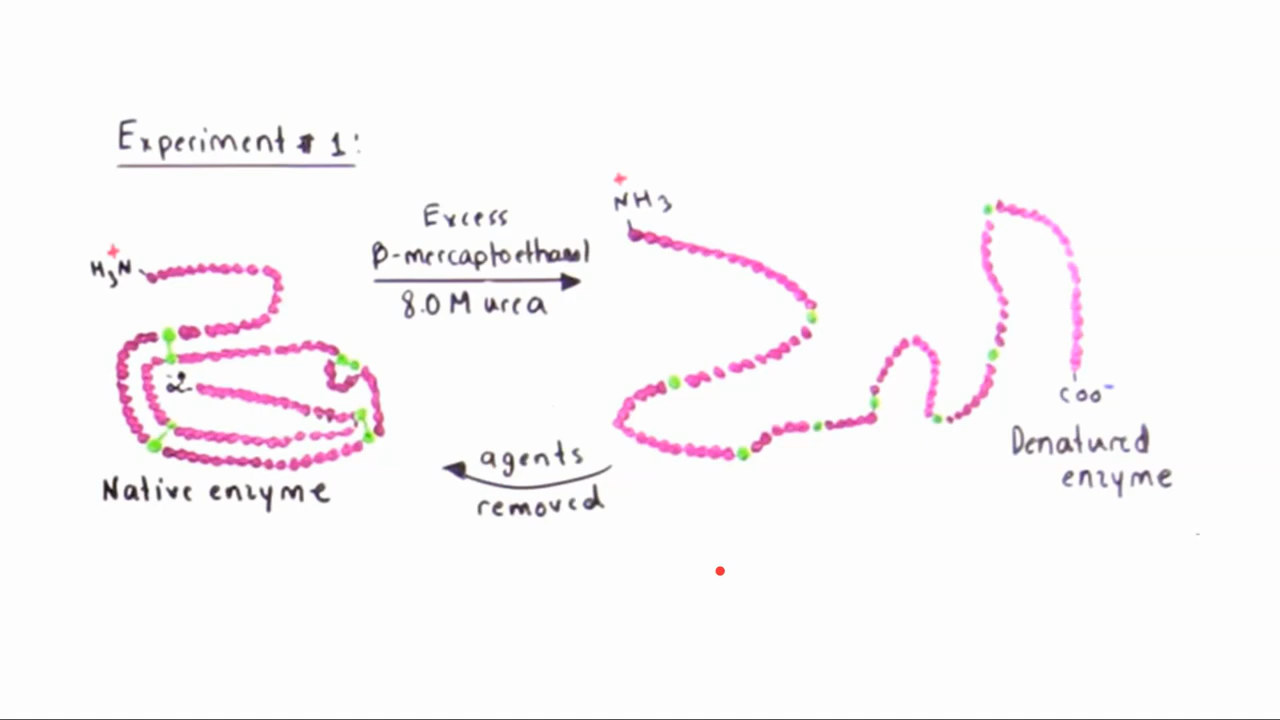 Experiment # 1:
Excess
β-mercaptoethanol
8.0 M urea
H3N +
Native enzyme
agents
removed
+
NH3
COO-
Denatured
enzyme